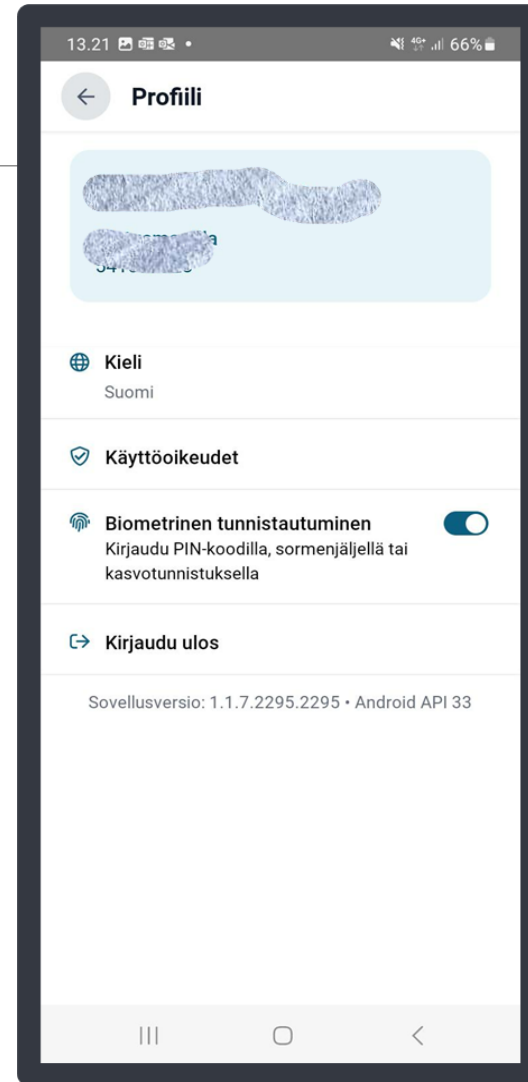 13.21 66%
Profiili
Kieli
Suomi
Käyttöoikeudet
Biometrinen tunnistautuminen
Kirjaudu PIN-koodilla, sormenjäljellä tai
kasvotunnistuksella
Kirjaudu ulos
Sovellusversio: 1.1.7.2295.2295 • Android API 33